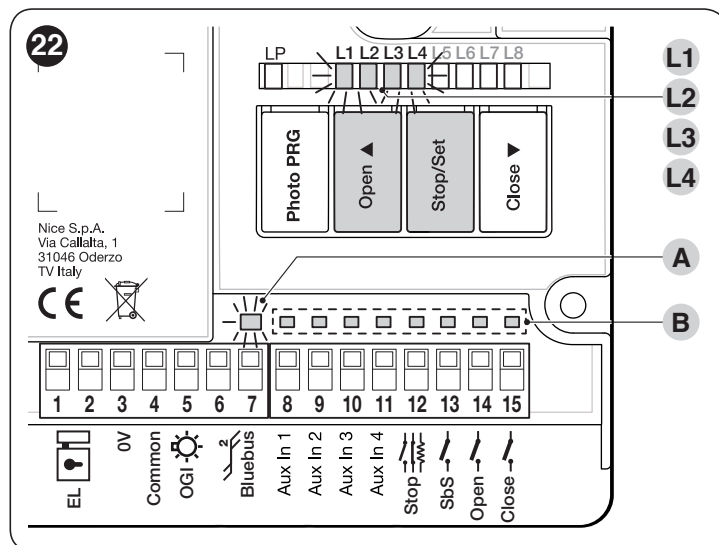 22
LP L1 L2 L3 L4 L5 L6 L7 L8
L1
L2
L3
L4
Photo PRG
Open ▲
Stop/Set
Close ▼
Nice S.p.A.
Via Callalta, 1
31046 Oderzo
TV Italy
CE
A
B
1 2 3 4 5 6 7 8 9 10 11 12 13 14 15
EL
0V
Common
OGI
2
Bluebus
Aux In 1
Aux In 2
Aux In 3
Aux In 4
Stop
SbS
Open
Close